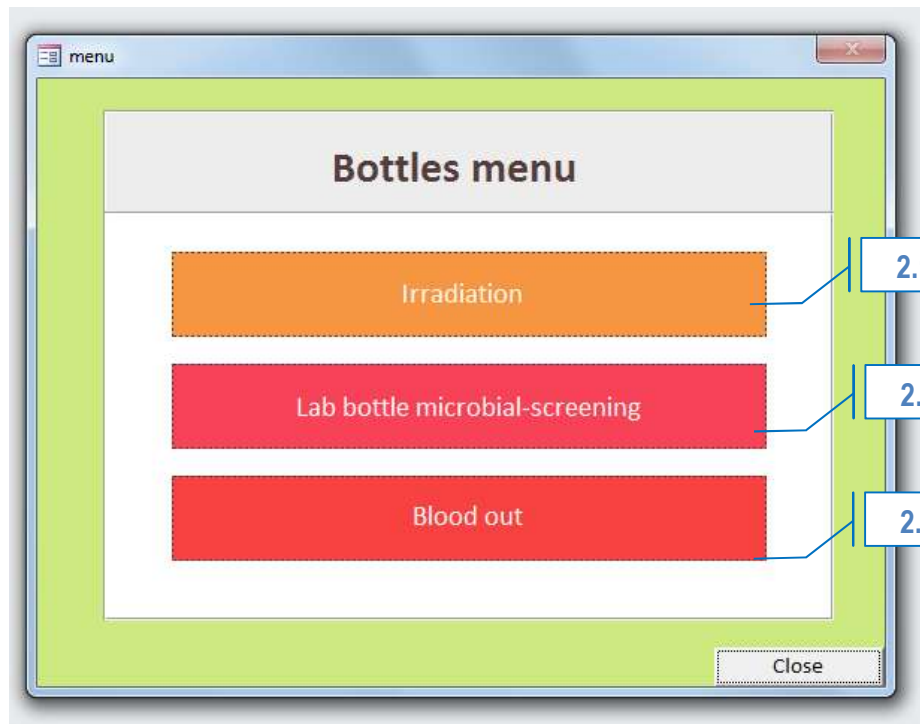 menu
Bottles menu
Irradiation
2.
Lab bottle microbial-screening
2.
Blood out
2.
Close